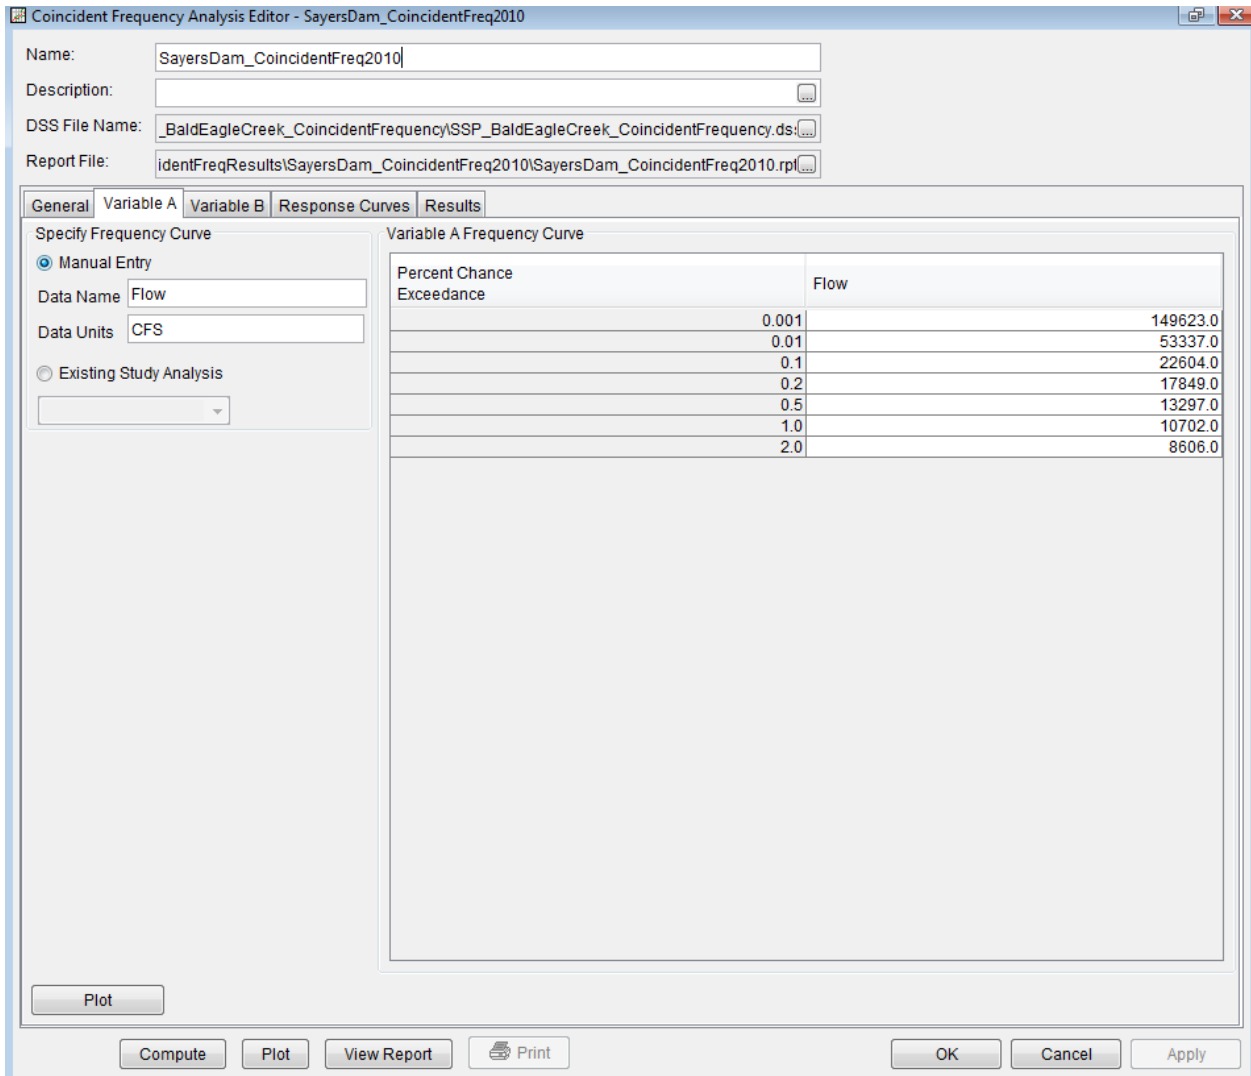 Coincident Frequency Analysis Editor - SayersDam_CoincidentFreq2010
Name: SayersDam_CoincidentFreq2010
Description: ...
DSS File Name: _BaldEagleCreek_CoincidentFrequency\SSP_BaldEagleCreek_CoincidentFrequency.dss ...
Report File: identFreqResults\SayersDam_CoincidentFreq2010\SayersDam_CoincidentFreq2010.rpt ...
General Variable A Variable B Response Curves Results
Specify Frequency Curve
Manual Entry
Data Name Flow
Data Units CFS
Existing Study Analysis
Variable A Frequency Curve
Percent Chance
Exceedance Flow
0.001 149623.0
0.01 53337.0
0.1 22604.0
0.2 17849.0
0.5 13297.0
1.0 10702.0
2.0 8606.0
Plot
Compute Plot View Report Print OK Cancel Apply